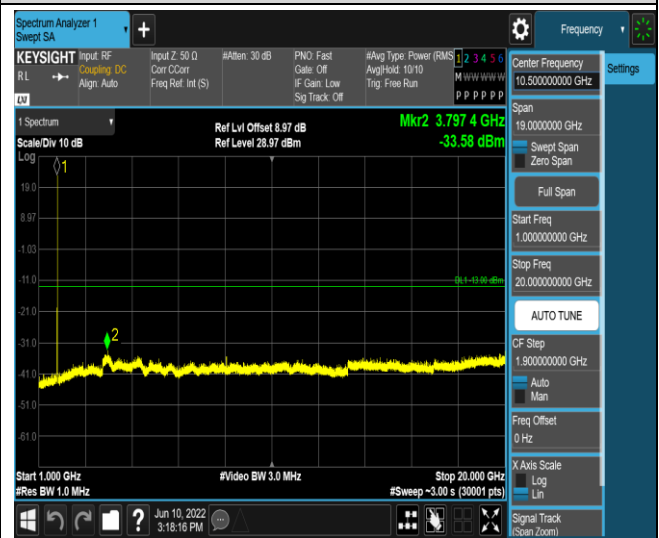 Spectrum Analyzer 1
Swept SA
+
Frequency
KEYSIGHT
RL
LXI
Input: RF
Coupling: DC
Align: Auto
Input Z: 50 Ω
Corr CCorr
Freq Ref: Int (S)
#Atten: 30 dB
PNO: Fast
Gate: Off
IF Gain: Low
Sig Track: Off
#Avg Type: Power (RMS
Avg|Hold: 10/10
Trig: Free Run
1 2 3 4 5 6
M W W W W W
P P P P P P
1 Spectrum
Scale/Div 10 dB
Ref Lvl Offset 8.97 dB
Ref Level 28.97 dBm
Mkr2 3.797 4 GHz
-33.58 dBm
Log
1
19.0
8.97
-1.03
-11.0
DL1 -13.00 dBm
-21.0
-31.0
2
-41.0
-51.0
-61.0
Start 1.000 GHz
#Res BW 1.0 MHz
#Video BW 3.0 MHz
Stop 20.000 GHz
#Sweep ~3.00 s (30001 pts)
Center Frequency
10.500000000 GHz
Settings
Span
19.0000000 GHz
Swept Span
Zero Span
Full Span
Start Freq
1.000000000 GHz
Stop Freq
20.000000000 GHz
AUTO TUNE
CF Step
1.900000000 GHz
Auto
Man
Freq Offset
0 Hz
X Axis Scale
Log
Lin
Signal Track
(Span Zoom)
?
Jun 10, 2022
3:18:16 PM